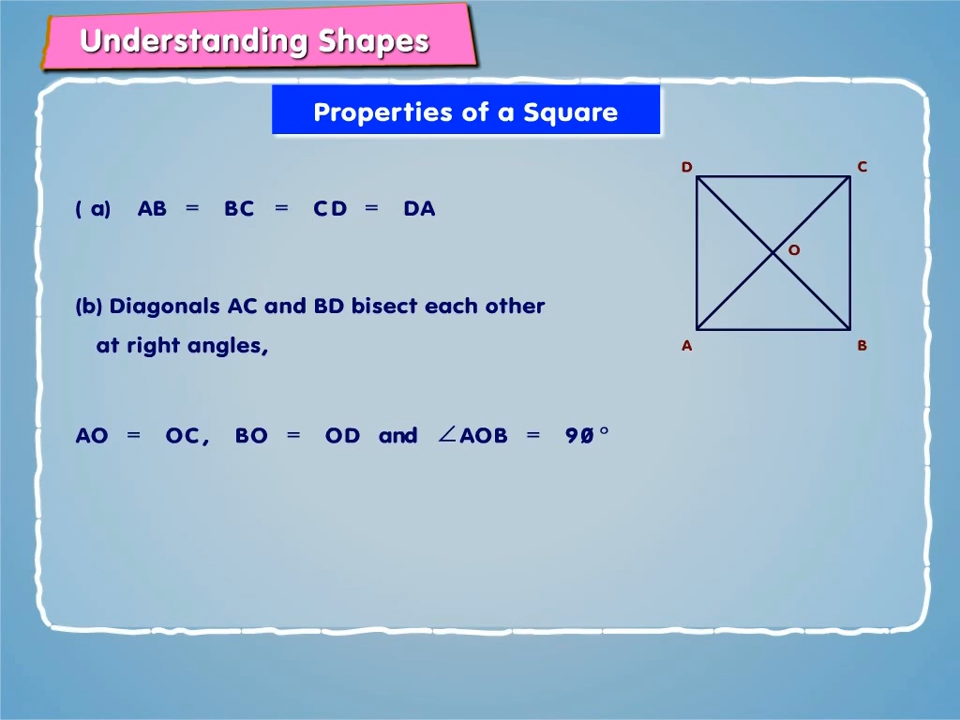 Understanding Shapes
Properties of a Square
( a) AB = BC = CD = DA
(b) Diagonals AC and BD bisect each other
at right angles,
AO = OC, BO = OD and ∠AOB = 90°
D
C
O
A
B